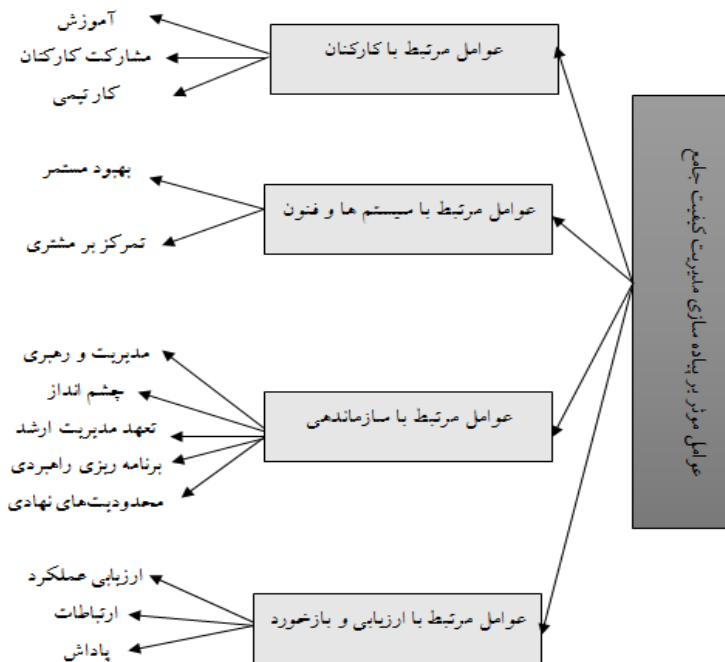 عوامل موثر بر پیاده سازی مدیریت کیفیت جامع
عوامل مرتبط با کارکنان
آموزش
مشارکت کارکنان
کار تیمی
عوامل مرتبط با سیستم ها و فنون
بهبود مستمر
تمرکز بر مشتری
عوامل مرتبط با سازماندهی
مدیریت و رهبری
چشم انداز
تعهد مدیریت ارشد
برنامه ریزی راهبردی
محدودیت‌های نهادی
عوامل مرتبط با ارزیابی و بازخورد
ارزیابی عملکرد
ارتباطات
پاداش